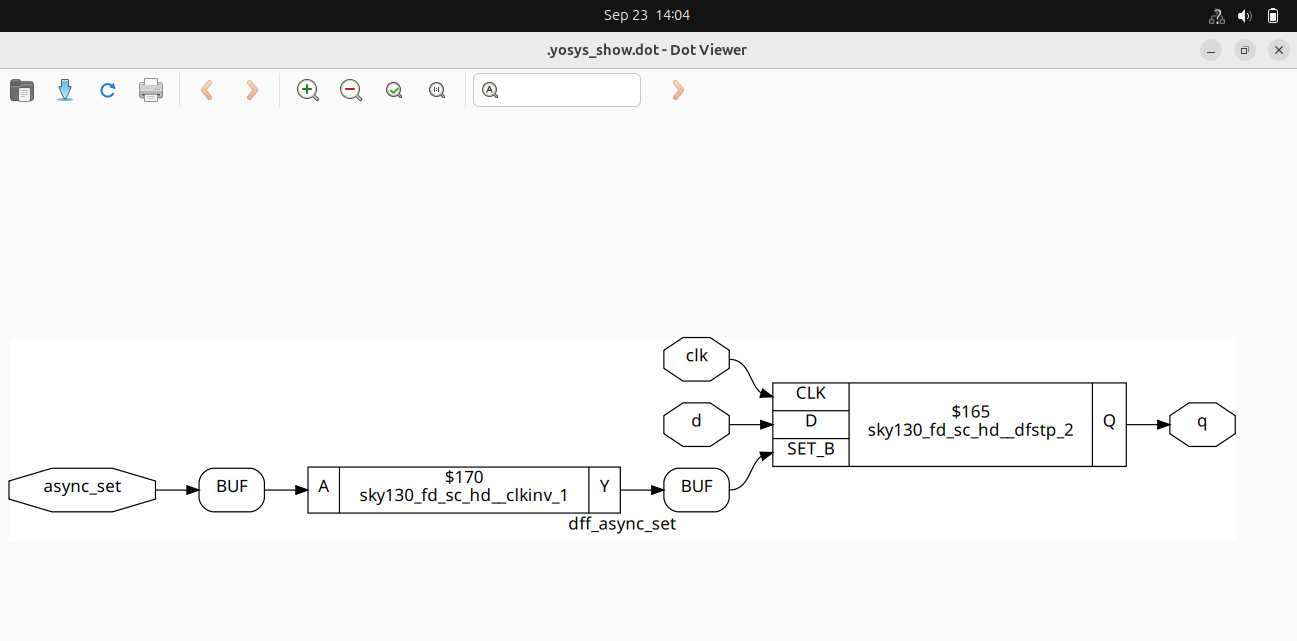 Sep 23 14:04
.yosys_show.dot - Dot Viewer
clk
CLK
d
D
$165
sky130_fd_sc_hd__dfstp_2
Q
q
SET_B
async_set
BUF
A
$170
sky130_fd_sc_hd__clkinv_1
Y
BUF
dff_async_set